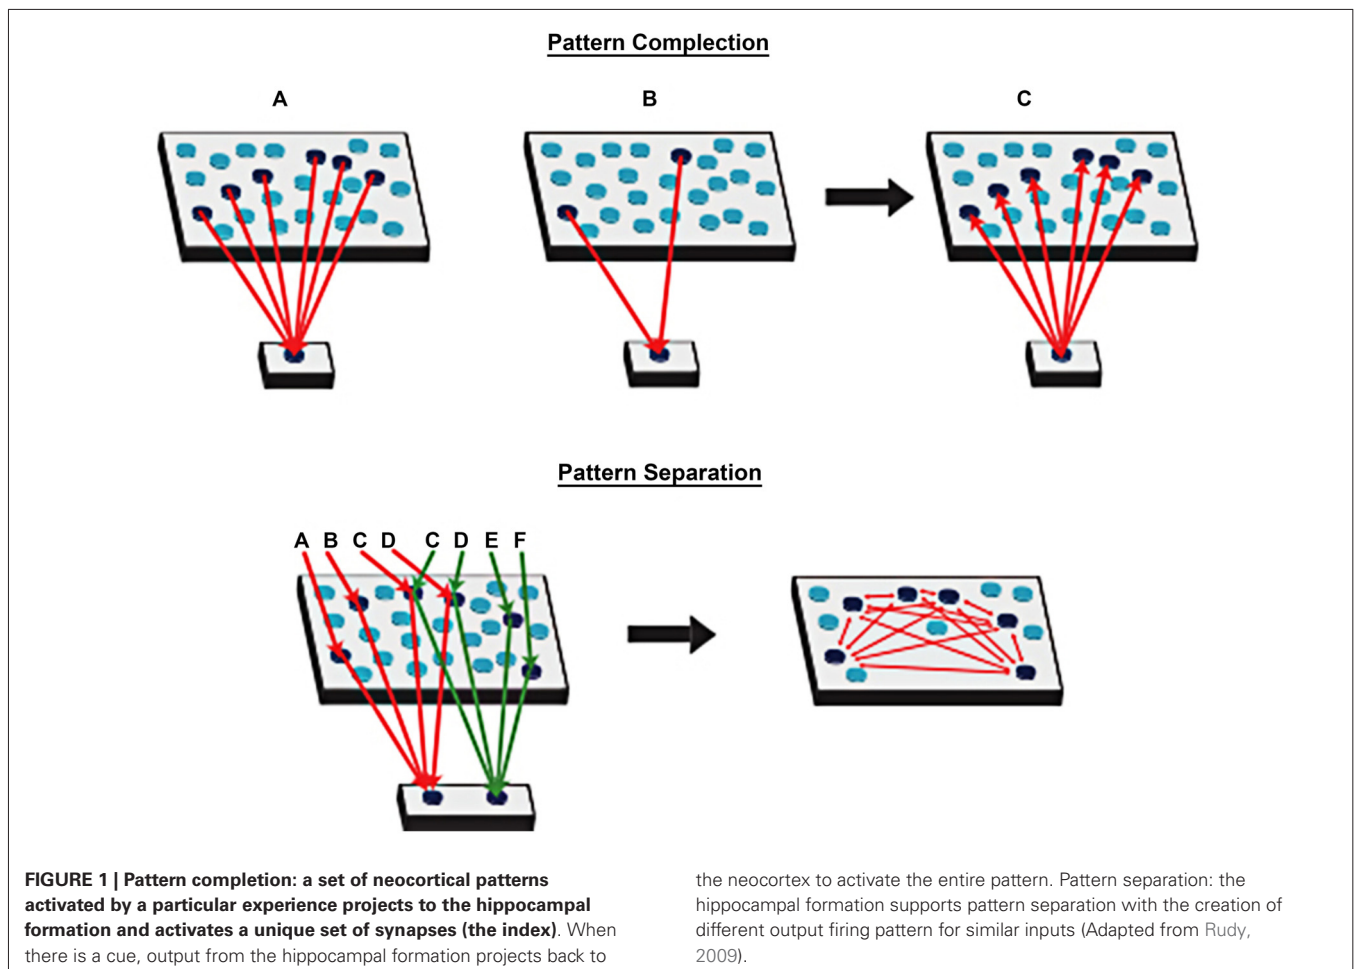 Pattern Complection
A
B
C
Pattern Separation
A B C D C D E F
FIGURE 1 | Pattern completion: a set of neocortical patterns
activated by a particular experience projects to the hippocampal
formation and activates a unique set of synapses (the index). When
there is a cue, output from the hippocampal formation projects back to
the neocortex to activate the entire pattern. Pattern separation: the
hippocampal formation supports pattern separation with the creation of
different output firing pattern for similar inputs (Adapted from Rudy,
2009).